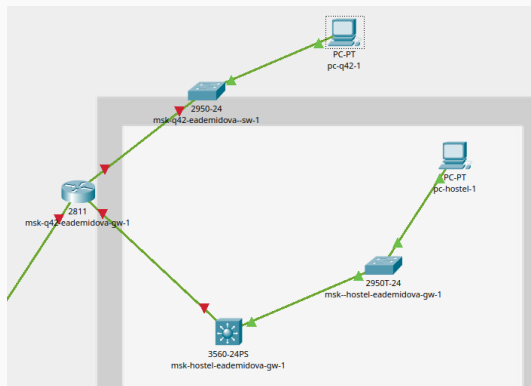 PC-PT
pc-q42-1
2950-24
msk-q42-eademidova--sw-1
PC-PT
pc-hostel-1
2811
msk-q42-eademidova-gw-1
2950T-24
msk--hostel-eademidova-gw-1
3560-24PS
msk-hostel-eademidova-gw-1